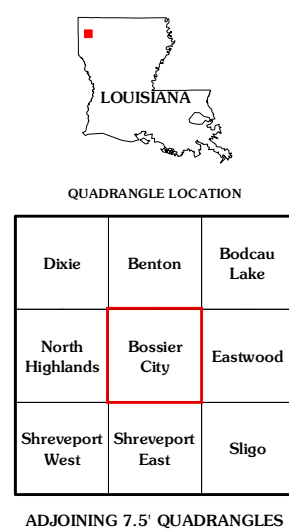 LOUISIANA
QUADRANGLE LOCATION
Dixie
Benton
Bodcau
Lake
North
Highlands
Bossier
City
Eastwood
Shreveport
West
Shreveport
East
Sligo
ADJOINING 7.5' QUADRANGLES